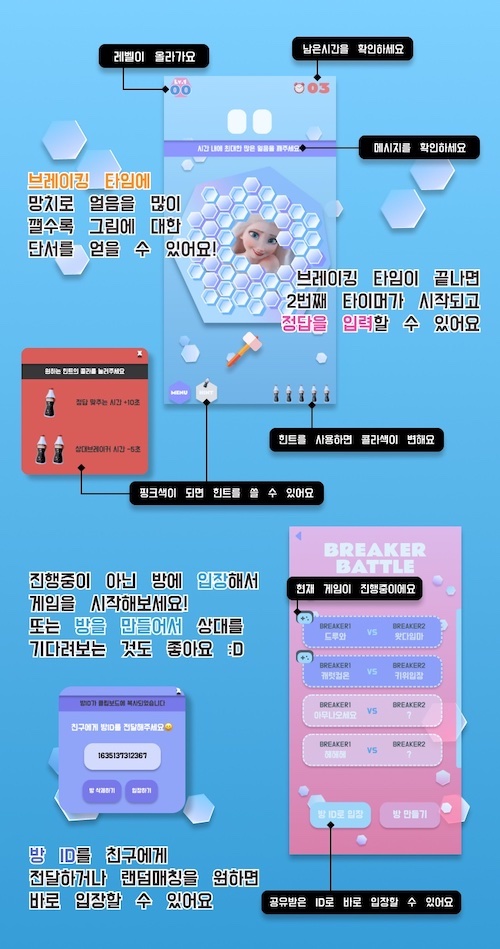 레벨이 올라가요
남은시간을 확인하세요
LV.1
00
03
00
시간 내에 최대한 많은 얼음을 깨주세요
메시지를 확인하세요
브레이킹 타임에
망치로 얼음을 많이
깰수록 그림에 대한
단서를 얻을 수 있어요!
브레이킹 타임이 끝나면
2번째 타이머가 시작되고
정답을 입력할 수 있어요
원하는 힌트의 콜라를 눌러주세요
정답 맞추는 시간 +10초
상대브레이커 시간 -5초
MENU
HINT
힌트를 사용하면 콜라색이 변해요
핑크색이 되면 힌트를 쓸 수 있어요
BREAKER
BATTLE
현재 게임이 진행중이에요
진행중이 아닌 방에 입장해서
게임을 시작해보세요!
또는 방을 만들어서 상대를
기다려보는 것도 좋아요 :D
BREAKER1 VS BREAKER2
드루와 왓다임마
BREAKER1 VS BREAKER2
캐릿컬은 키위입장
BREAKER1 VS BREAKER2
아무나오세요 ?
BREAKER1 VS BREAKER2
헤헤헤 ?
방ID가 클립보드에 복사되었습니다
친구에게 방ID를 전달해주세요😀
1635137312367
방 삭제하기
입장하기
방 ID로 입장
방 만들기
방 ID를 친구에게
전달하거나 랜덤매칭을 원하면
바로 입장할 수 있어요
공유받은 ID로 바로 입장할 수 있어요